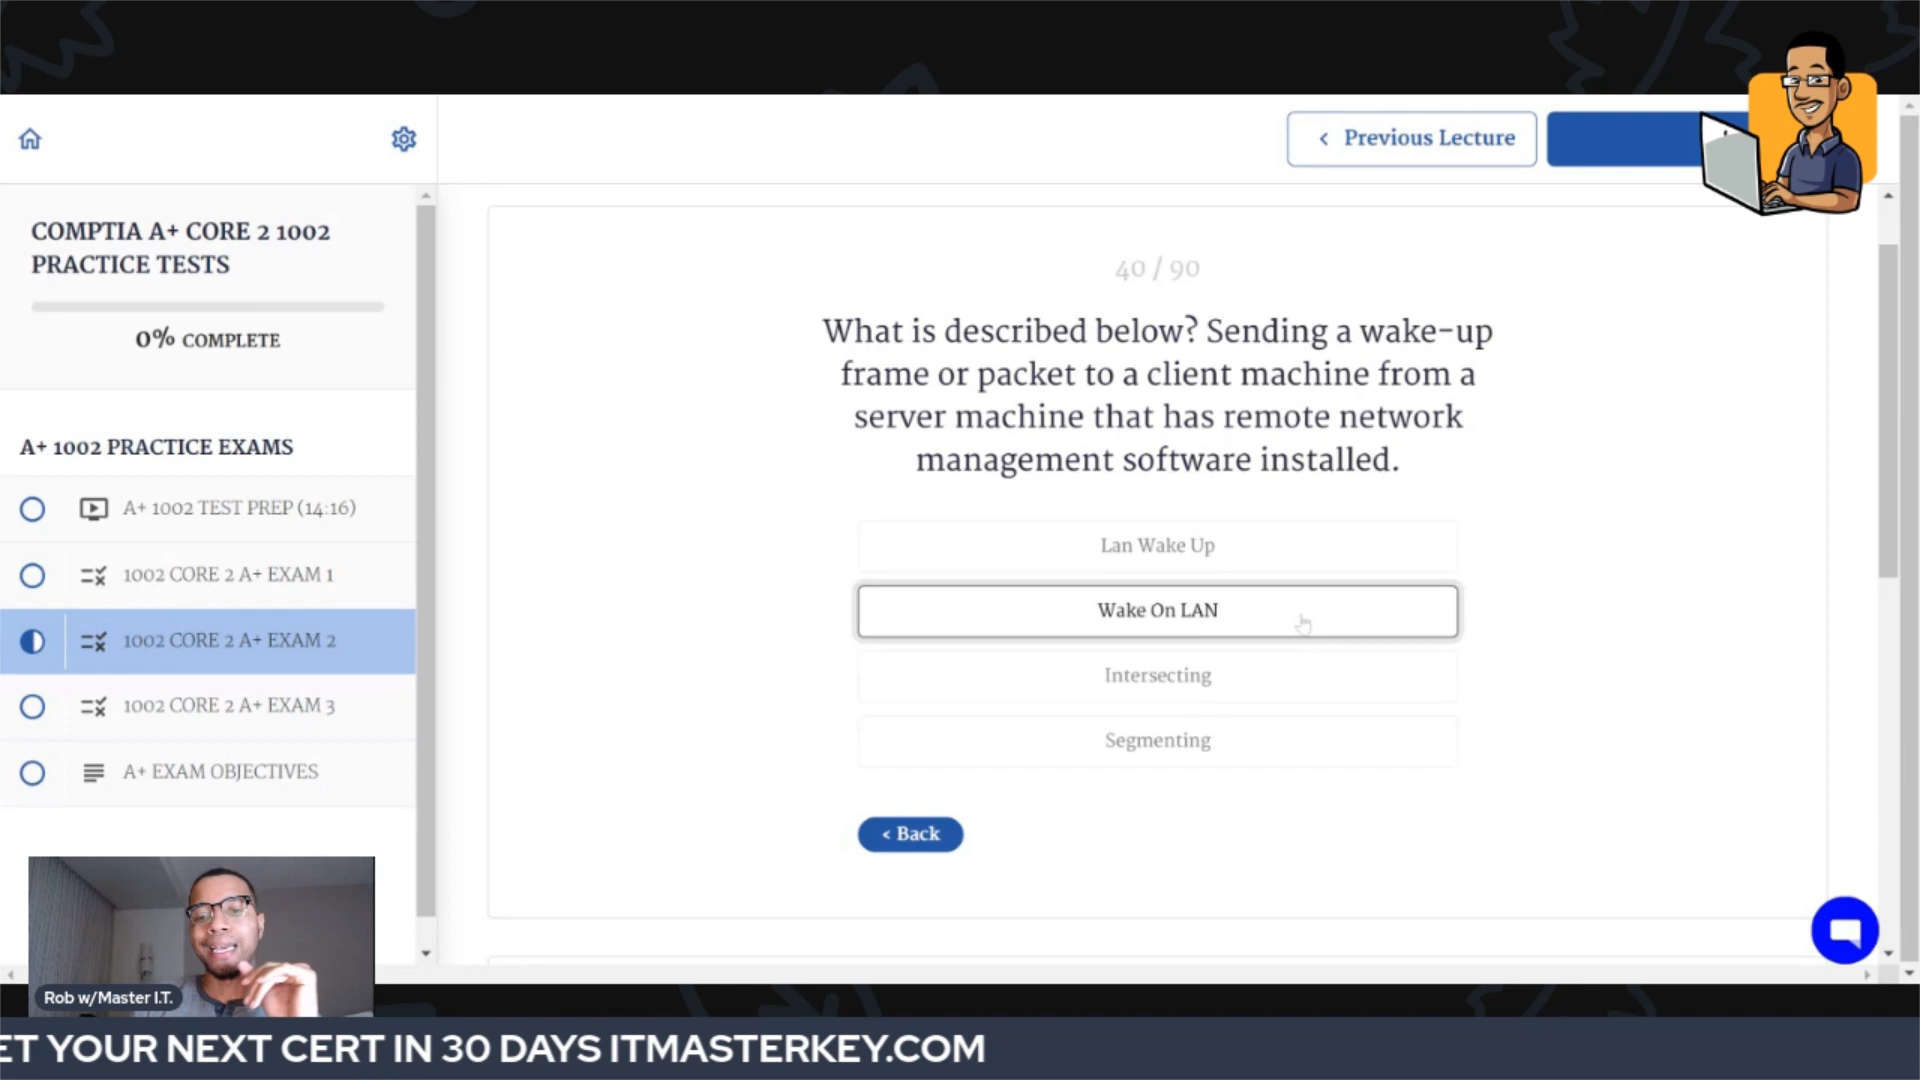 < Previous Lecture
COMPTIA A+ CORE 2 1002
PRACTICE TESTS
0% COMPLETE
A+ 1002 PRACTICE EXAMS
A+ 1002 TEST PREP (14:16)
1002 CORE 2 A+ EXAM 1
1002 CORE 2 A+ EXAM 2
1002 CORE 2 A+ EXAM 3
A+ EXAM OBJECTIVES
40 / 90
What is described below? Sending a wake-up
frame or packet to a client machine from a
server machine that has remote network
management software installed.
Lan Wake Up
Wake On LAN
Intersecting
Segmenting
< Back
Rob w/Master I.T.
ET YOUR NEXT CERT IN 30 DAYS ITMASTERKEY.COM